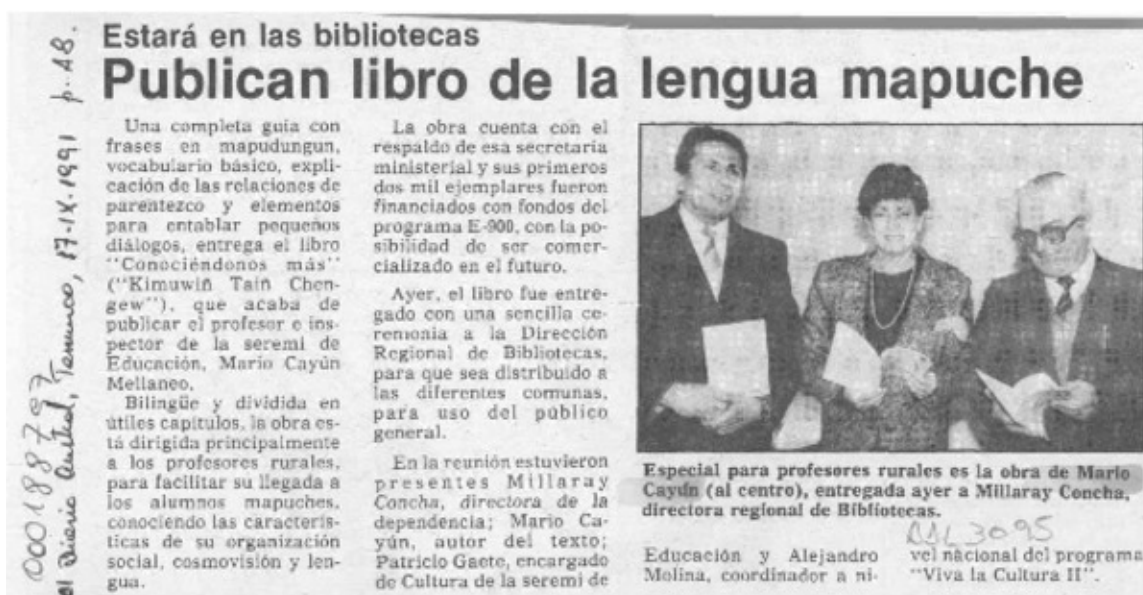 Estará en las bibliotecas
Publican libro de la lengua mapuche
Una completa guía con
frases en mapudungun,
vocabulario básico, expli-
cación de las relaciones de
parentezco y elementos
para entablar pequeños
diálogos, entrega el libro
"Conociéndonos más"
("Kimuwiñ Taiñ Chen-
gew"), que acaba de
publicar el profesor e ins-
pector de la seremi de
Educación, Mario Cayún
Mellaneo.
Bilingüe y dividida en
útiles capítulos, la obra es-
tá dirigida principalmente
a los profesores rurales,
para facilitar su llegada a
los alumnos mapuches,
conociendo las caracterís-
ticas de su organización
social, cosmovisión y len-
gua.
La obra cuenta con el
respaldo de esa secretaría
ministerial y sus primeros
dos mil ejemplares fueron
financiados con fondos del
programa E-900, con la po-
sibilidad de ser comer-
cializado en el futuro.
Ayer, el libro fue entre-
gado con una sencilla ce-
remonia a la Dirección
Regional de Bibliotecas,
para que sea distribuido a
las diferentes comunas,
para uso del público
general.
En la reunión estuvieron
presentes Millaray
Concha, directora de la
dependencia; Mario Ca-
yún, autor del texto;
Patricio Gaete, encargado
de Cultura de la seremi de
Especial para profesores rurales es la obra de Mario
Cayún (al centro), entregada ayer a Millaray Concha,
directora regional de Bibliotecas.
Educación y Alejandro
Molina, coordinador a ni-
vel nacional del programa
"Viva la Cultura II".
Diario Austral, Temuco, 17-IX-1991 p. A8.
00018879
3095